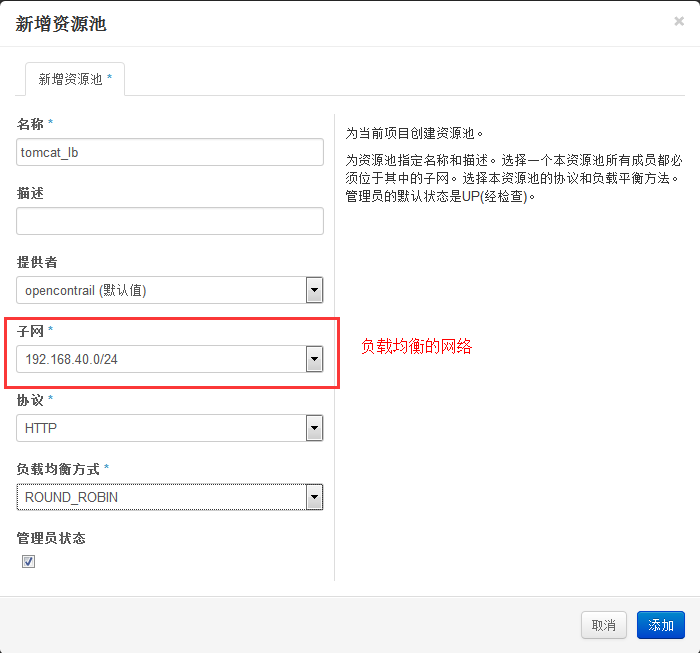 新增资源池
×
新增资源池 *
名称 *
tomcat_lb
描述
提供者
opencontrail (默认值)
子网 *
192.168.40.0/24
协议 *
HTTP
负载均衡方式 *
ROUND_ROBIN
管理员状态
为当前项目创建资源池。
为资源池指定名称和描述。选择一个本资源池所有成员都必
须位于其中的子网。选择本资源池的协议和负载平衡方法。
管理员的默认状态是UP(经检查)。
负载均衡的网络
取消
添加